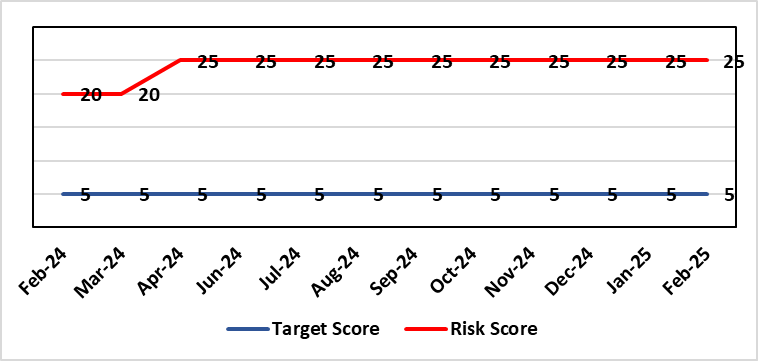 25 25 25 25 25 25 25 25 25 25
20 20
5 5 5 5 5 5 5 5 5 5 5 5
Feb-24 Mar-24 Apr-24 Jun-24 Jul-24 Aug-24 Sep-24 Oct-24 Nov-24 Dec-24 Jan-25 Feb-25
Target Score Risk Score